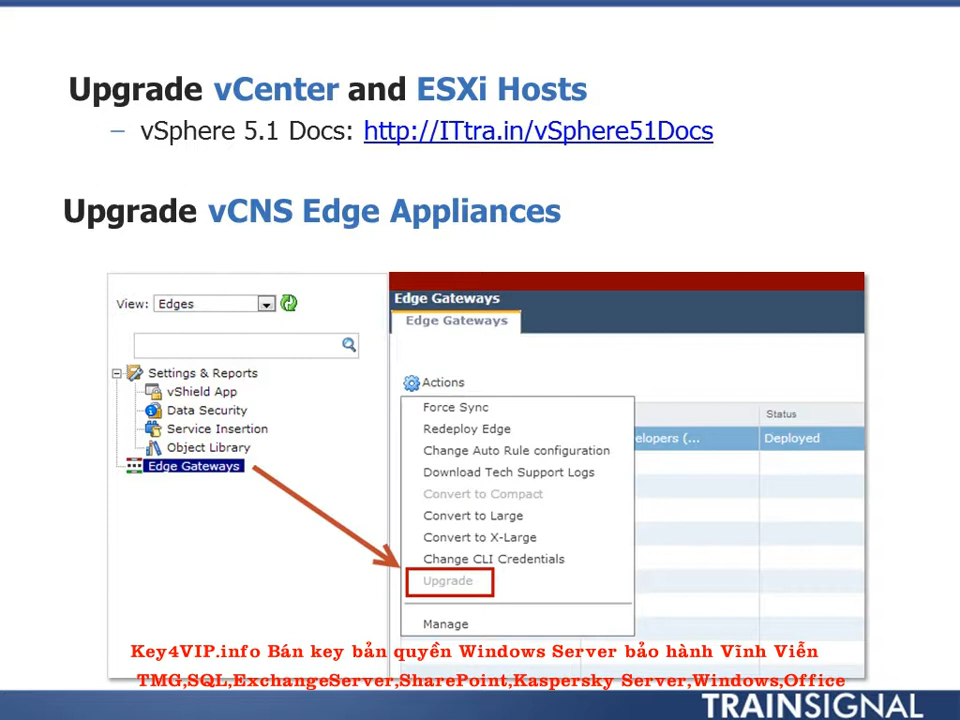 Upgrade vCenter and ESXi Hosts
– vSphere 5.1 Docs: http://ITtra.in/vSphere51Docs
Upgrade vCNS Edge Appliances
View: Edges
Settings & Reports
vShield App
Data Security
Service Insertion
Object Library
Edge Gateways
Edge Gateways
Edge Gateways
Actions
Force Sync
Redeploy Edge
Change Auto Rule configuration
Download Tech Support Logs
Convert to Compact
Convert to Large
Convert to X-Large
Change CLI Credentials
Upgrade
Manage
Status
elopers (... Deployed
Key4VIP.info Bán key bản quyền Windows Server bảo hành Vĩnh Viễn
TMG,SQL,ExchangeServer,SharePoint,Kaspersky Server,Windows,Office
TRAINSIGNAL